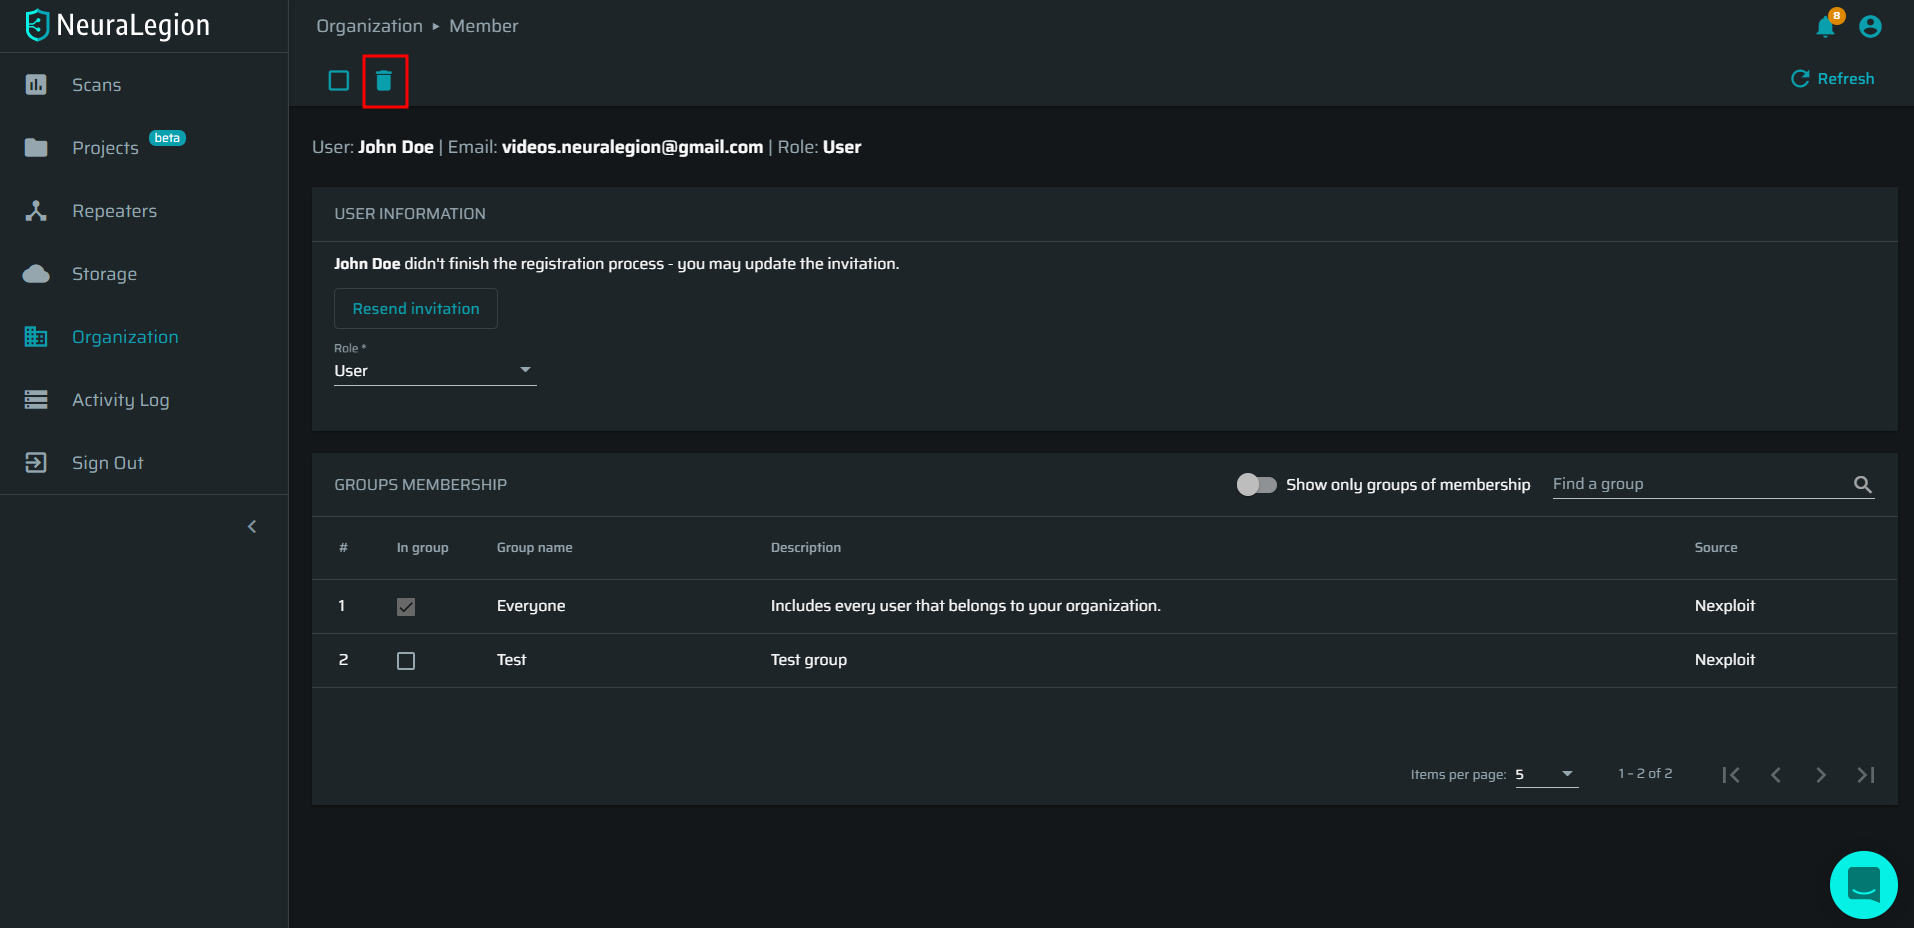 NeuraLegion
Organization ▸ Member
8
Scans
Refresh
Projects beta
Repeaters
Storage
Organization
Activity Log
Sign Out
User: John Doe | Email: videos.neuralegion@gmail.com | Role: User
USER INFORMATION
John Doe didn't finish the registration process - you may update the invitation.
Resend invitation
Role *
User
GROUPS MEMBERSHIP
Show only groups of membership
Find a group
# In group Group name Description Source
1 Everyone Includes every user that belongs to your organization. Nexploit
2 Test Test group Nexploit
Items per page: 5 1 – 2 of 2